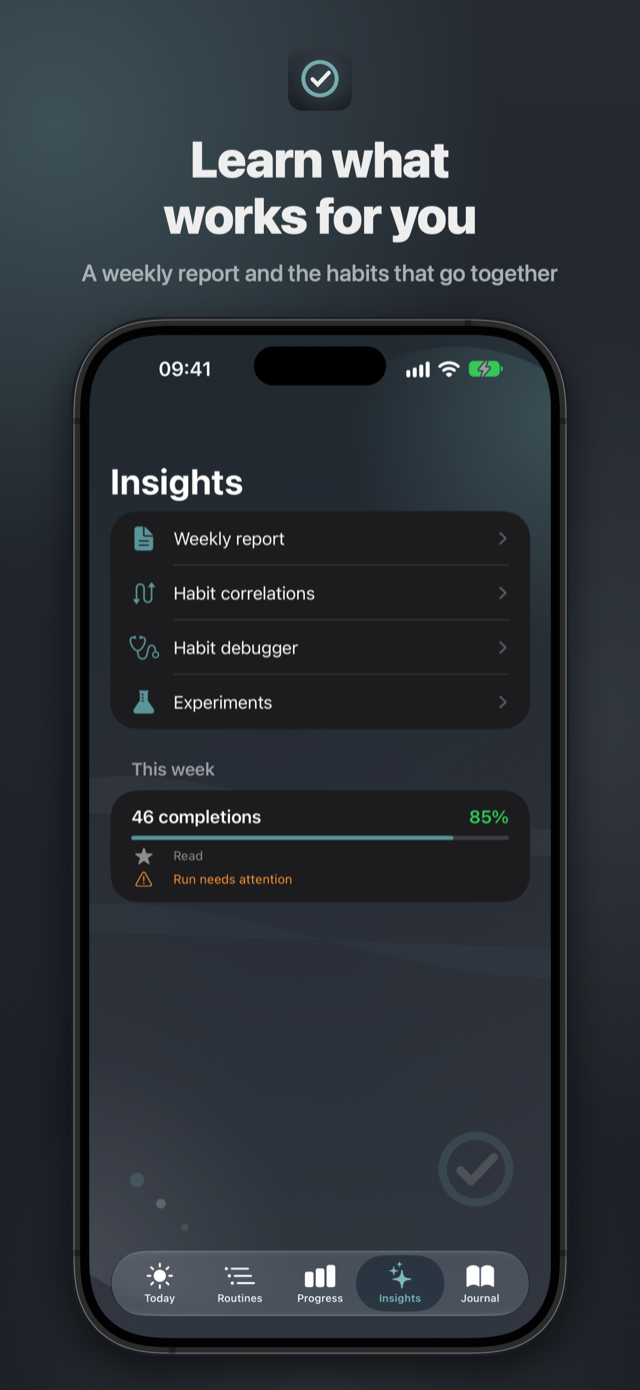 Learn what
works for you
A weekly report and the habits that go together
09:41
Insights
Weekly report
Habit correlations
Habit debugger
Experiments
This week
46 completions 85%
Read
Run needs attention
Today Routines Progress Insights Journal